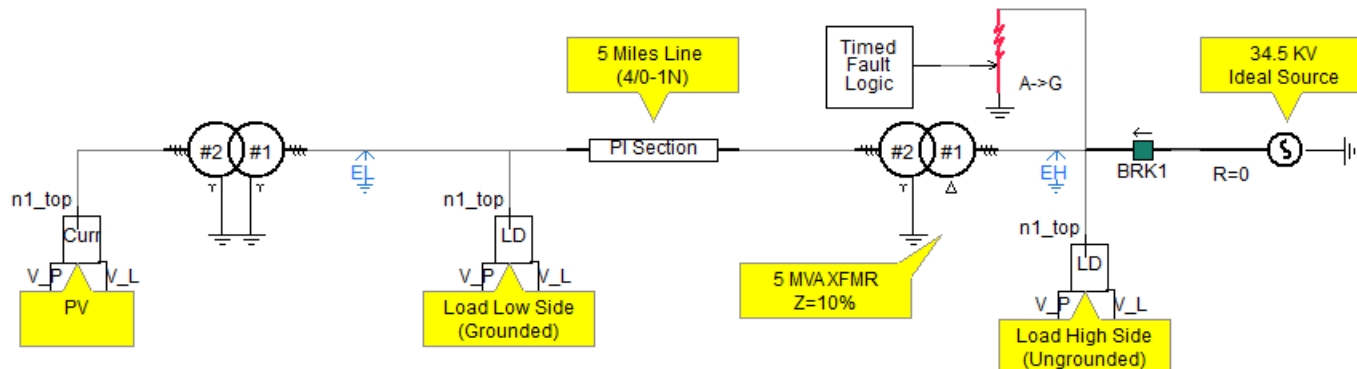 5 Miles Line
(4/0-1N)
Timed
Fault
Logic
A->G
34.5 KV
Ideal Source
#2
#1
EL
PI Section
#2
#1
EH
BRK1
R=0
n1_top
Curr
V_P
V_L
PV
n1_top
LD
V_P
V_L
Load Low Side
(Grounded)
5 MVA XFMR
Z=10%
n1_top
LD
V_P
V_L
Load High Side
(Ungrounded)